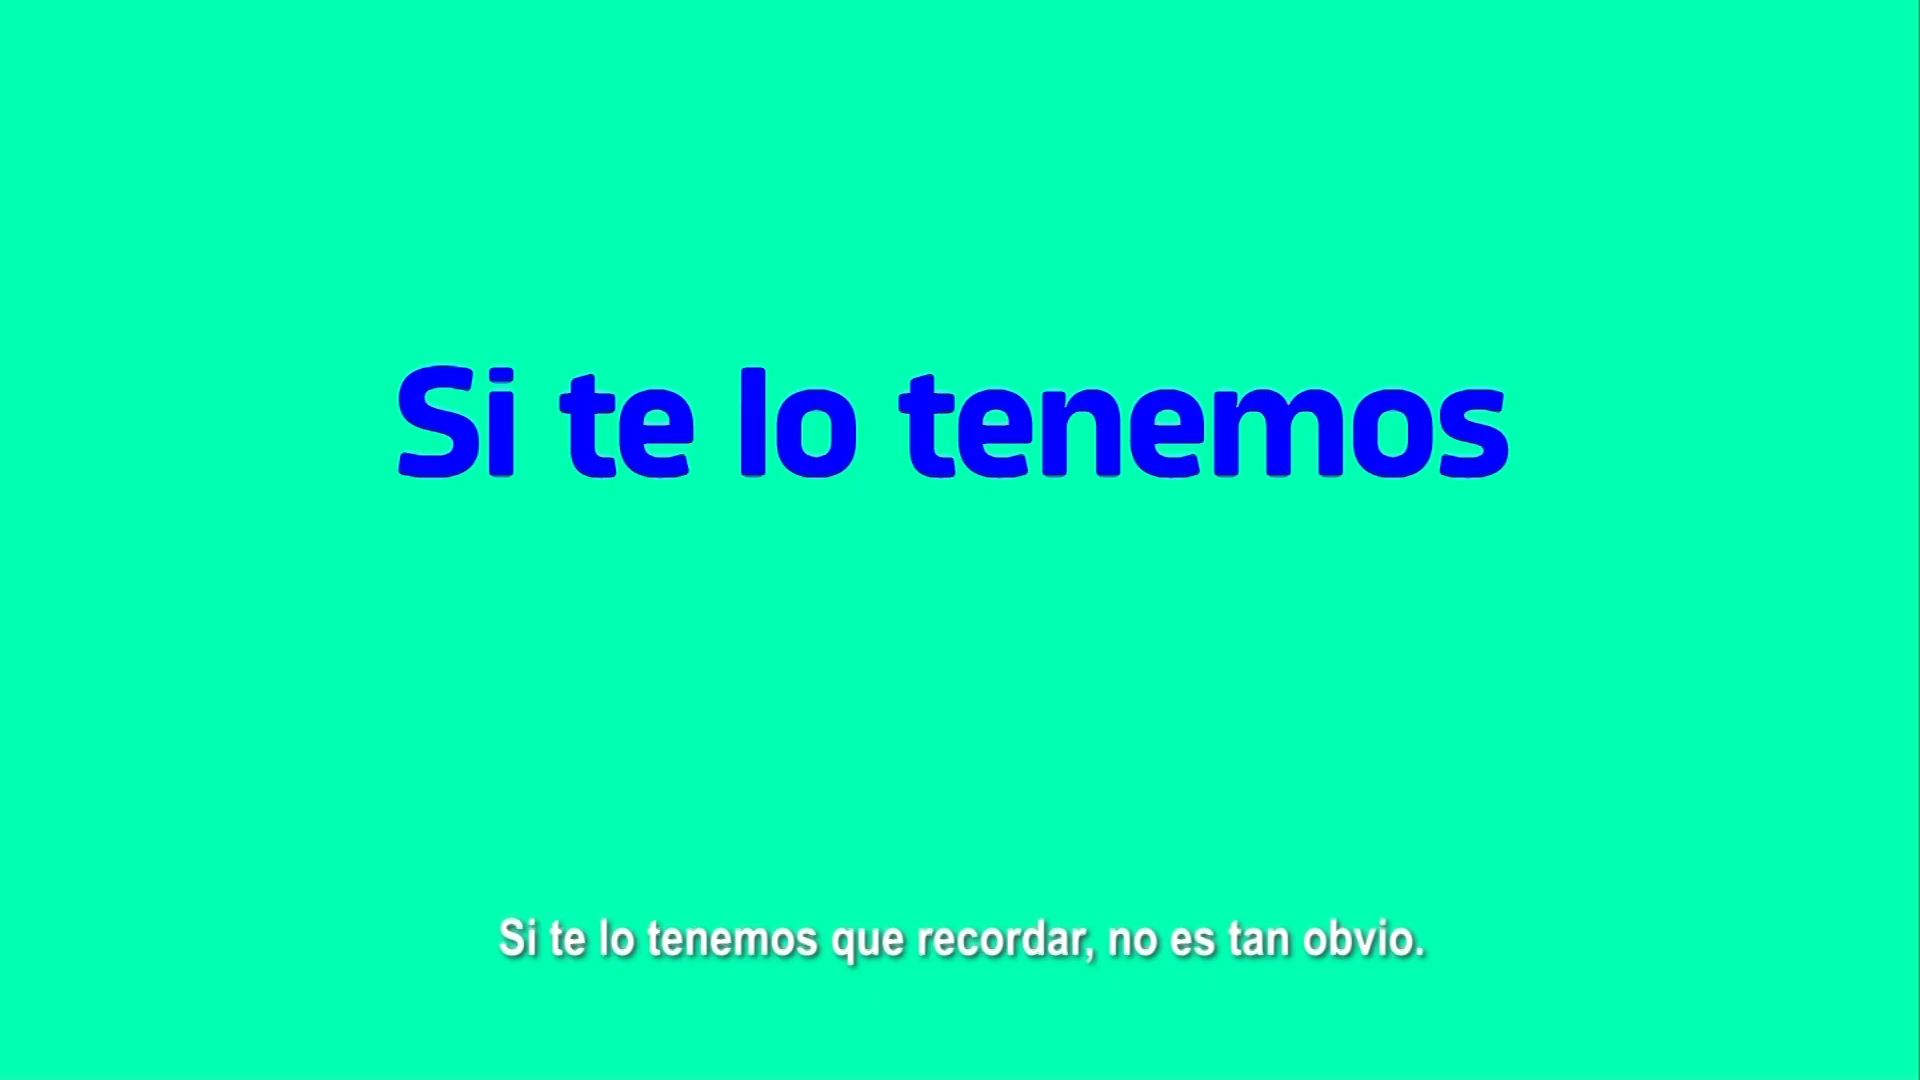 Si te lo tenemos
Si te lo tenemos que recordar, no es tan obvio.